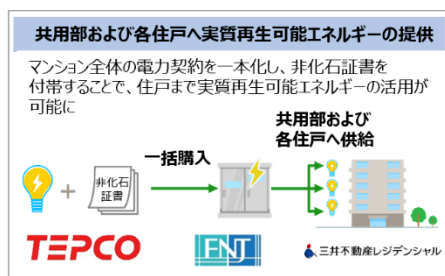 共用部および各住戸へ実質再生可能エネルギーの提供
マンション全体の電力契約を一本化し、非化石証書を
付帯することで、住戸まで実質再生可能エネルギーの活用が
可能に
共用部および
各住戸へ供給
一括購入
非化石
証書
TEPCO
FNJ
三井不動産レジデンシャル